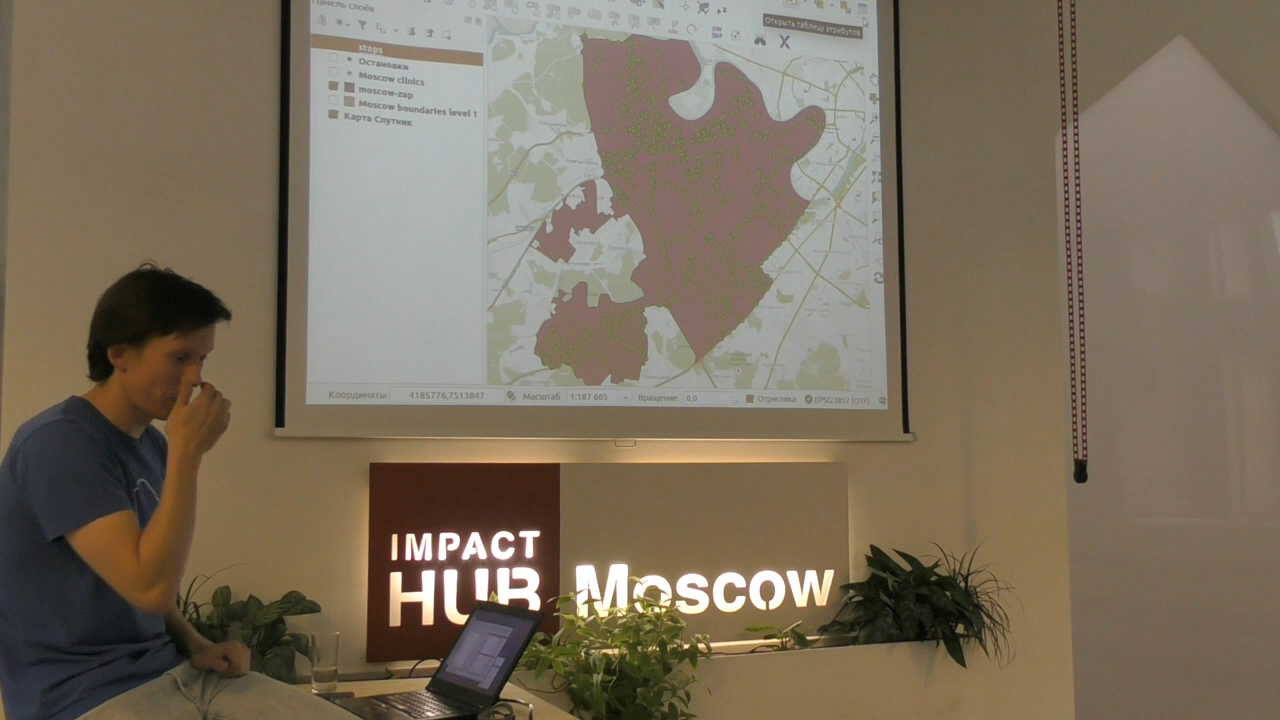 Панель слоёв
Открыть таблицу атрибутов
stops
Остановки
Moscow clinics
moscow-zap
Moscow boundaries level 1
Карта Спутник
Координаты 4185776,7513847 Масштаб 1:187 665 Вращение 0,0 Отрисовка EPSG:3857 (OTF)
IMPACT
HUB Moscow